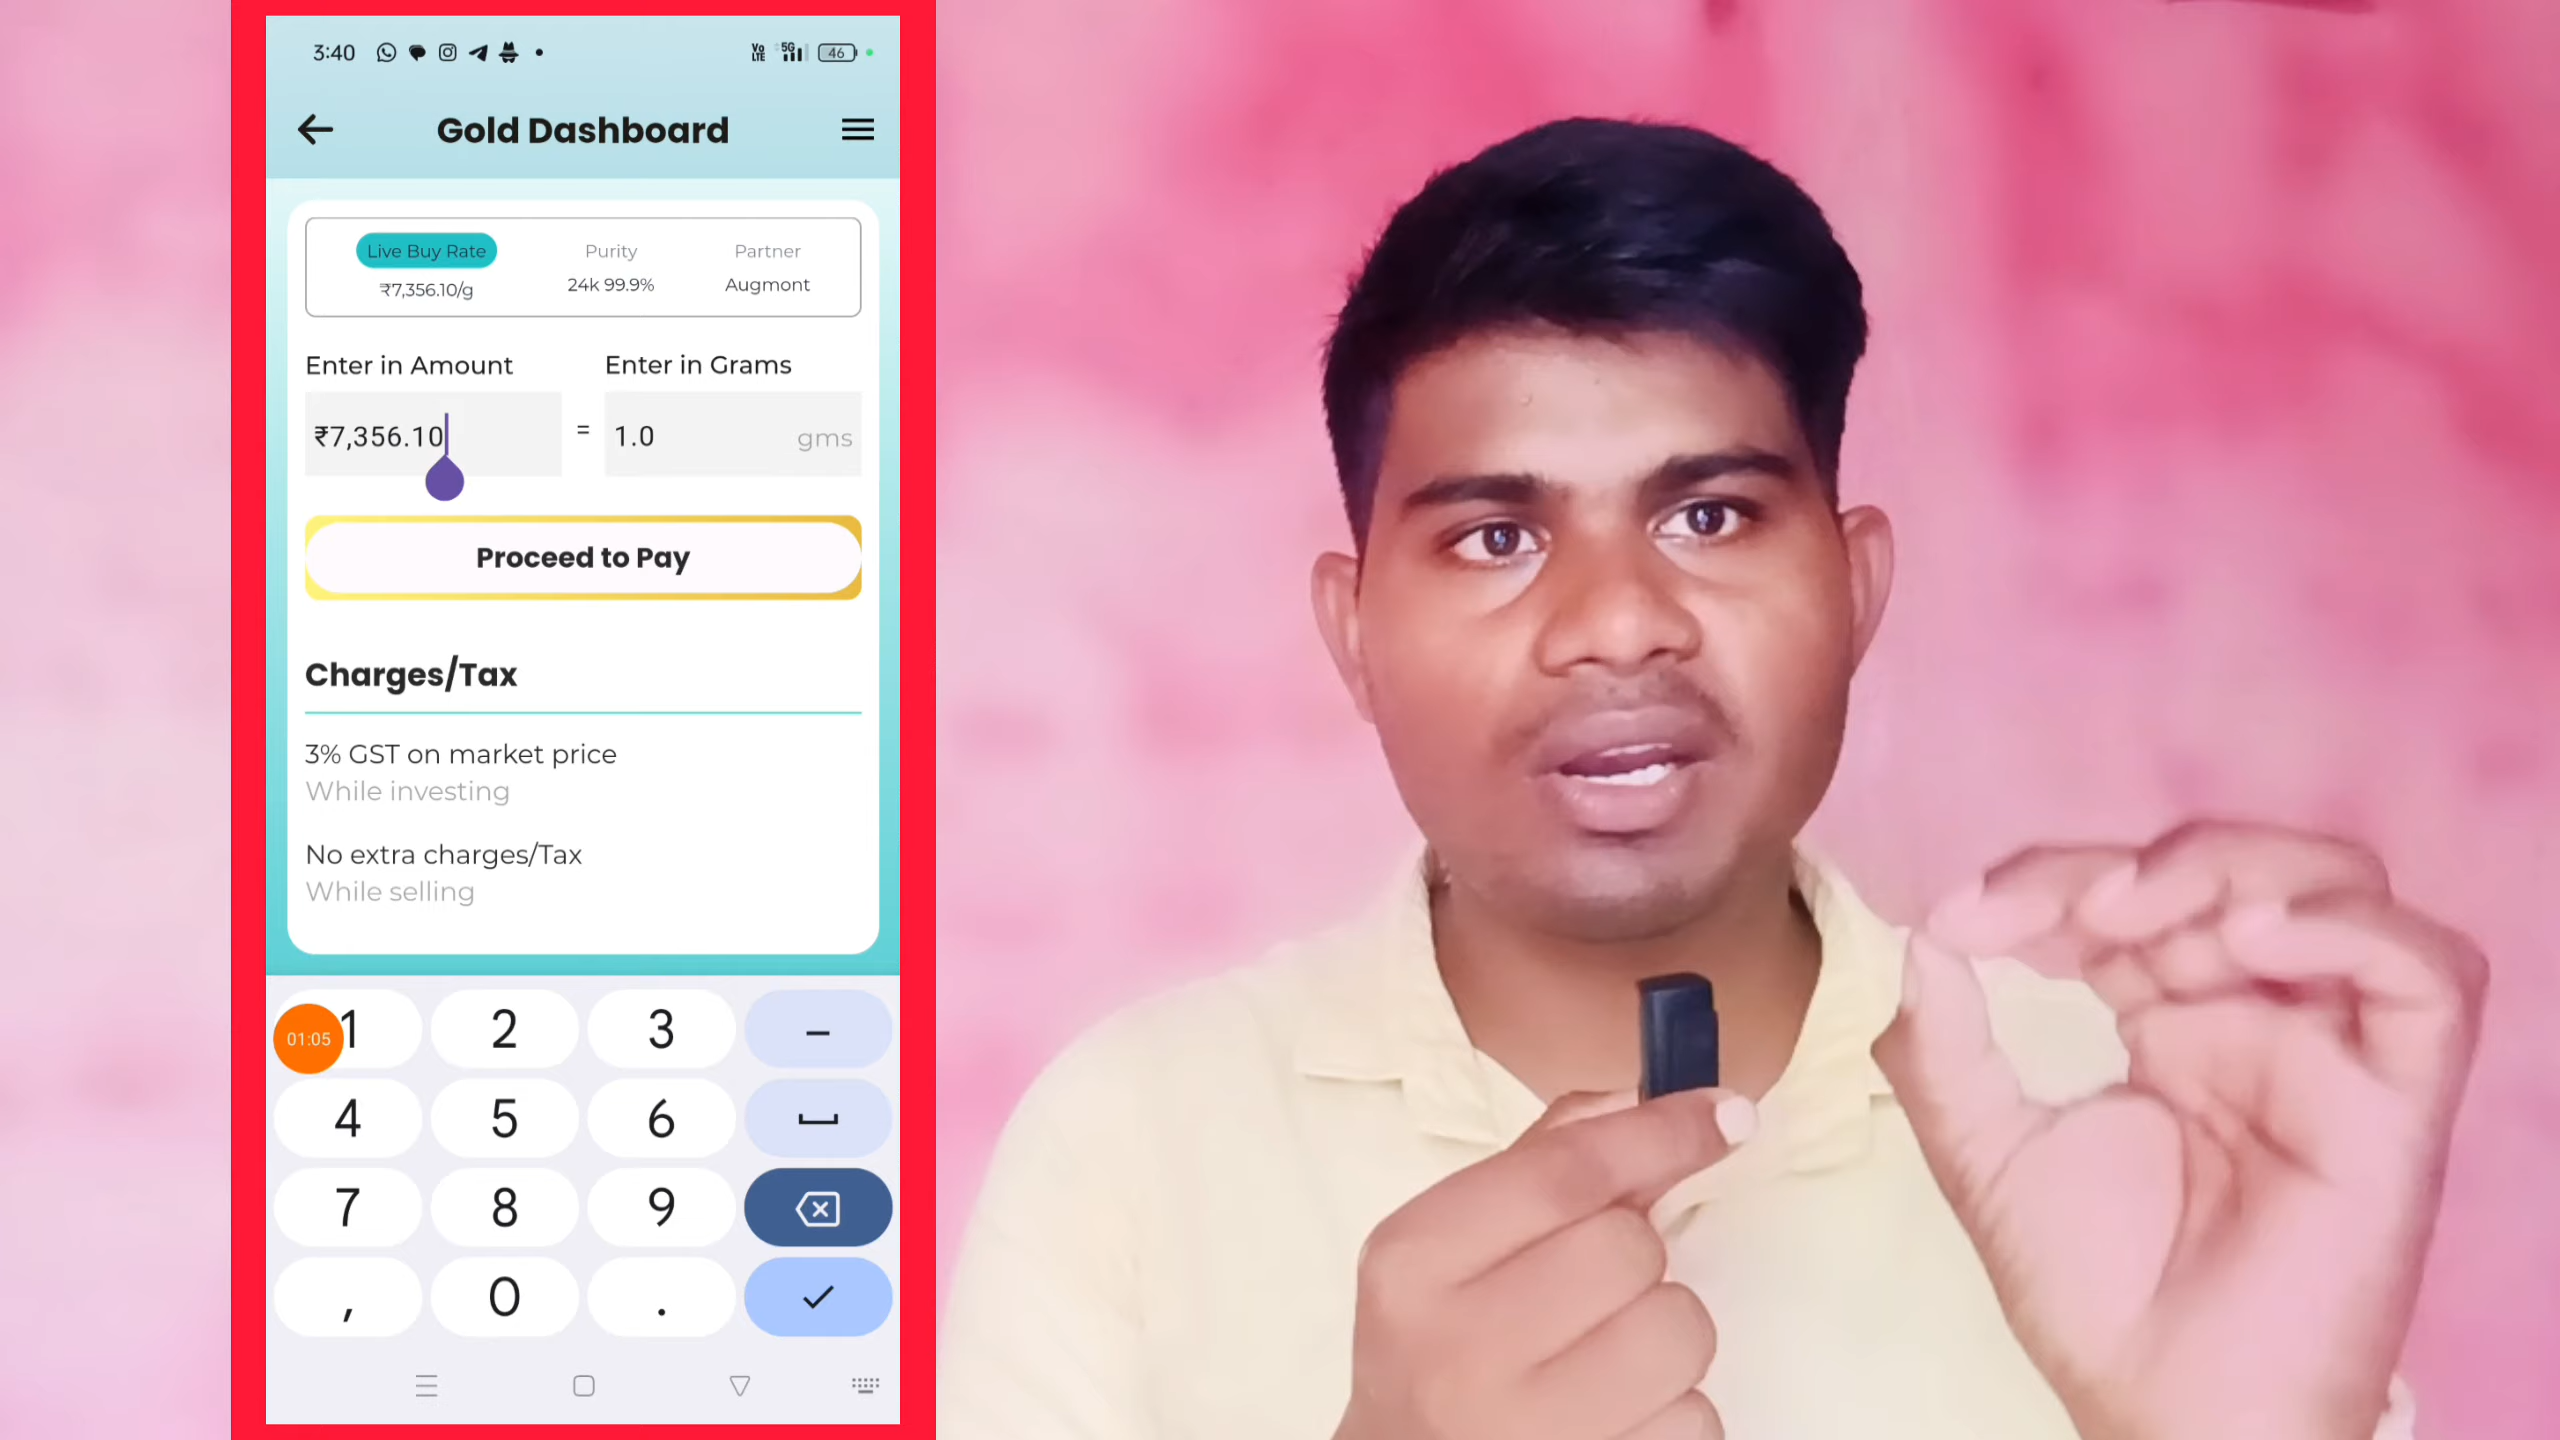 3:40
Vo
LTE
5G
46
Gold Dashboard
Live Buy Rate
Purity
Partner
₹7,356.10/g
24k 99.9%
Augmont
Enter in Amount
Enter in Grams
₹7,356.10
=
1.0
gms
Proceed to Pay
Charges/Tax
3% GST on market price
While investing
No extra charges/Tax
While selling
01:05
1 2 3 –
4 5 6
7 8 9
, 0 .